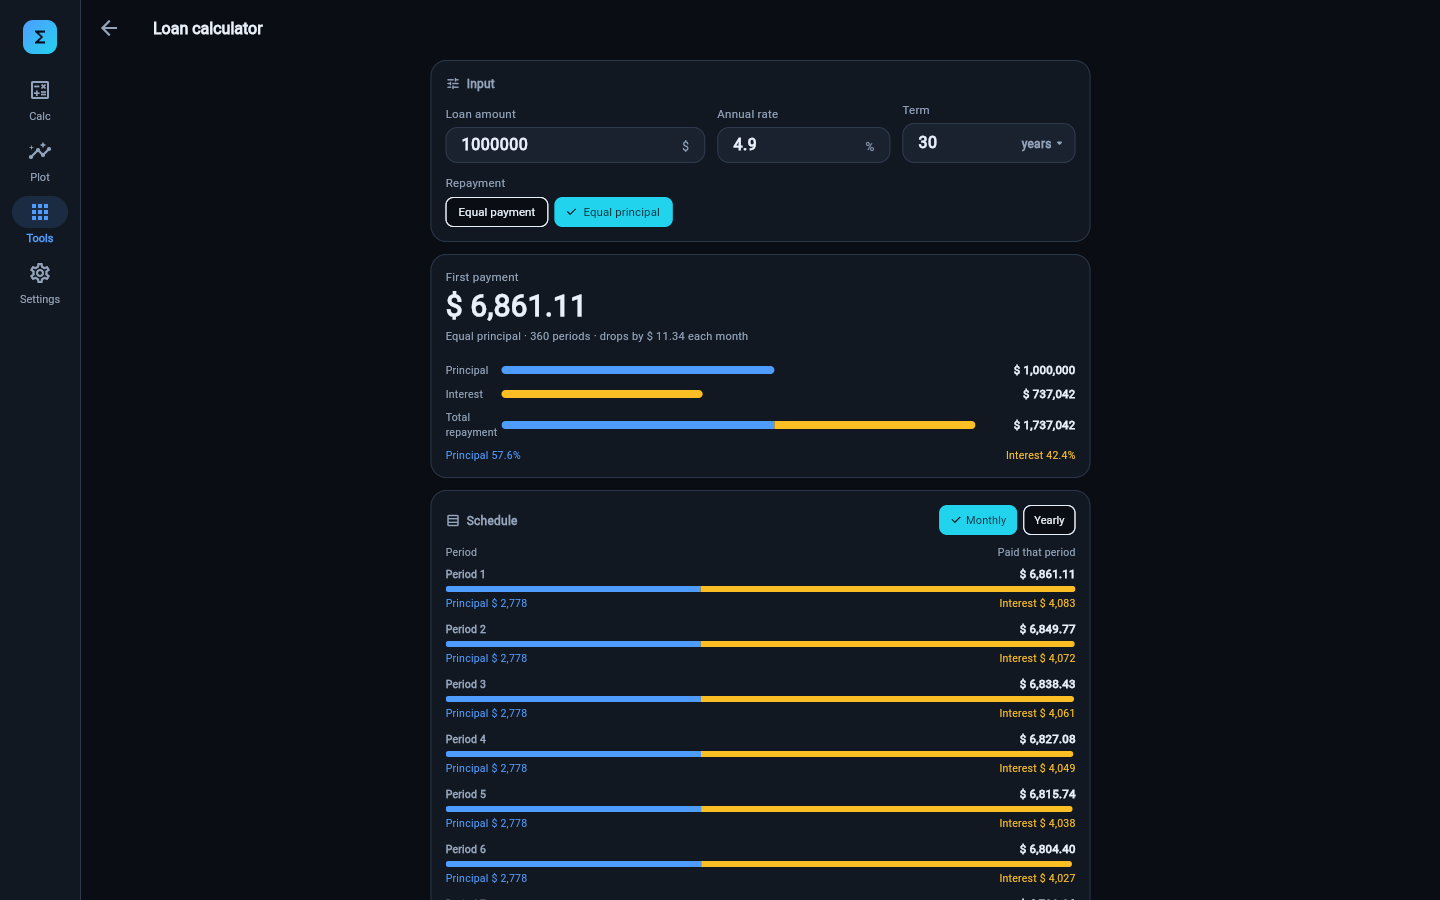 Σ
Loan calculator
Calc
Plot
Tools
Settings
Input
Loan amount
Annual rate
Term
1000000 $
4.9 %
30 years
Repayment
Equal payment
Equal principal
First payment
$ 6,861.11
Equal principal · 360 periods · drops by $ 11.34 each month
Principal $ 1,000,000
Interest $ 737,042
Total repayment $ 1,737,042
Principal 57.6% Interest 42.4%
Schedule
Monthly
Yearly
Period Paid that period
Period 1 $ 6,861.11
Principal $ 2,778 Interest $ 4,083
Period 2 $ 6,849.77
Principal $ 2,778 Interest $ 4,072
Period 3 $ 6,838.43
Principal $ 2,778 Interest $ 4,061
Period 4 $ 6,827.08
Principal $ 2,778 Interest $ 4,049
Period 5 $ 6,815.74
Principal $ 2,778 Interest $ 4,038
Period 6 $ 6,804.40
Principal $ 2,778 Interest $ 4,027